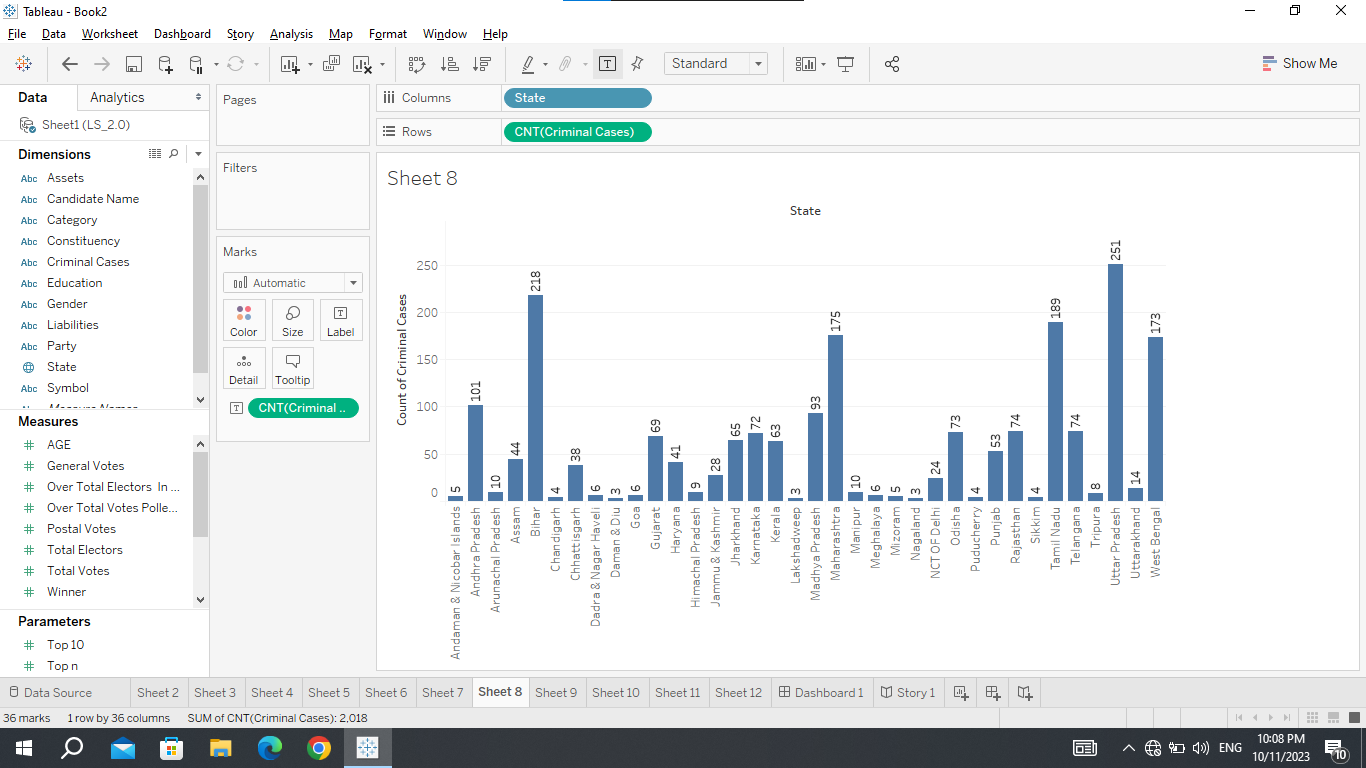 Tableau - Book2
File Data Worksheet Dashboard Story Analysis Map Format Window Help
Standard
Show Me
Data
Analytics
Sheet1 (LS_2.0)
Dimensions
Abc Assets
Abc Candidate Name
Abc Category
Abc Constituency
Abc Criminal Cases
Abc Education
Abc Gender
Abc Liabilities
Abc Party
State
Abc Symbol
Measures
# AGE
# General Votes
# Over Total Electors In ...
# Over Total Votes Polle...
# Postal Votes
# Total Electors
# Total Votes
# Winner
Parameters
# Top 10
# Top n
Pages
Filters
Marks
Automatic
Color Size Label
Detail Tooltip
CNT(Criminal ..
Columns State
Rows CNT(Criminal Cases)
Sheet 8
State
Count of Criminal Cases
250
200
150
100
50
0
5
101
10
44
218
4
38
6
3
6
69
41
9
28
65
72
63
3
93
175
10
6
5
3
24
73
4
53
74
4
189
74
8
251
14
173
Andaman & Nicobar Islands
Andhra Pradesh
Arunachal Pradesh
Assam
Bihar
Chandigarh
Chhattisgarh
Dadra & Nagar Haveli
Daman & Diu
Goa
Gujarat
Haryana
Himachal Pradesh
Jammu & Kashmir
Jharkhand
Karnataka
Kerala
Lakshadweep
Madhya Pradesh
Maharashtra
Manipur
Meghalaya
Mizoram
Nagaland
NCT OF Delhi
Odisha
Puducherry
Punjab
Rajasthan
Sikkim
Tamil Nadu
Telangana
Tripura
Uttar Pradesh
Uttarakhand
West Bengal
Data Source Sheet 2 Sheet 3 Sheet 4 Sheet 5 Sheet 6 Sheet 7 Sheet 8 Sheet 9 Sheet 10 Sheet 11 Sheet 12 Dashboard 1 Story 1
36 marks 1 row by 36 columns SUM of CNT(Criminal Cases): 2,018
ENG
10:08 PM
10/11/2023
10